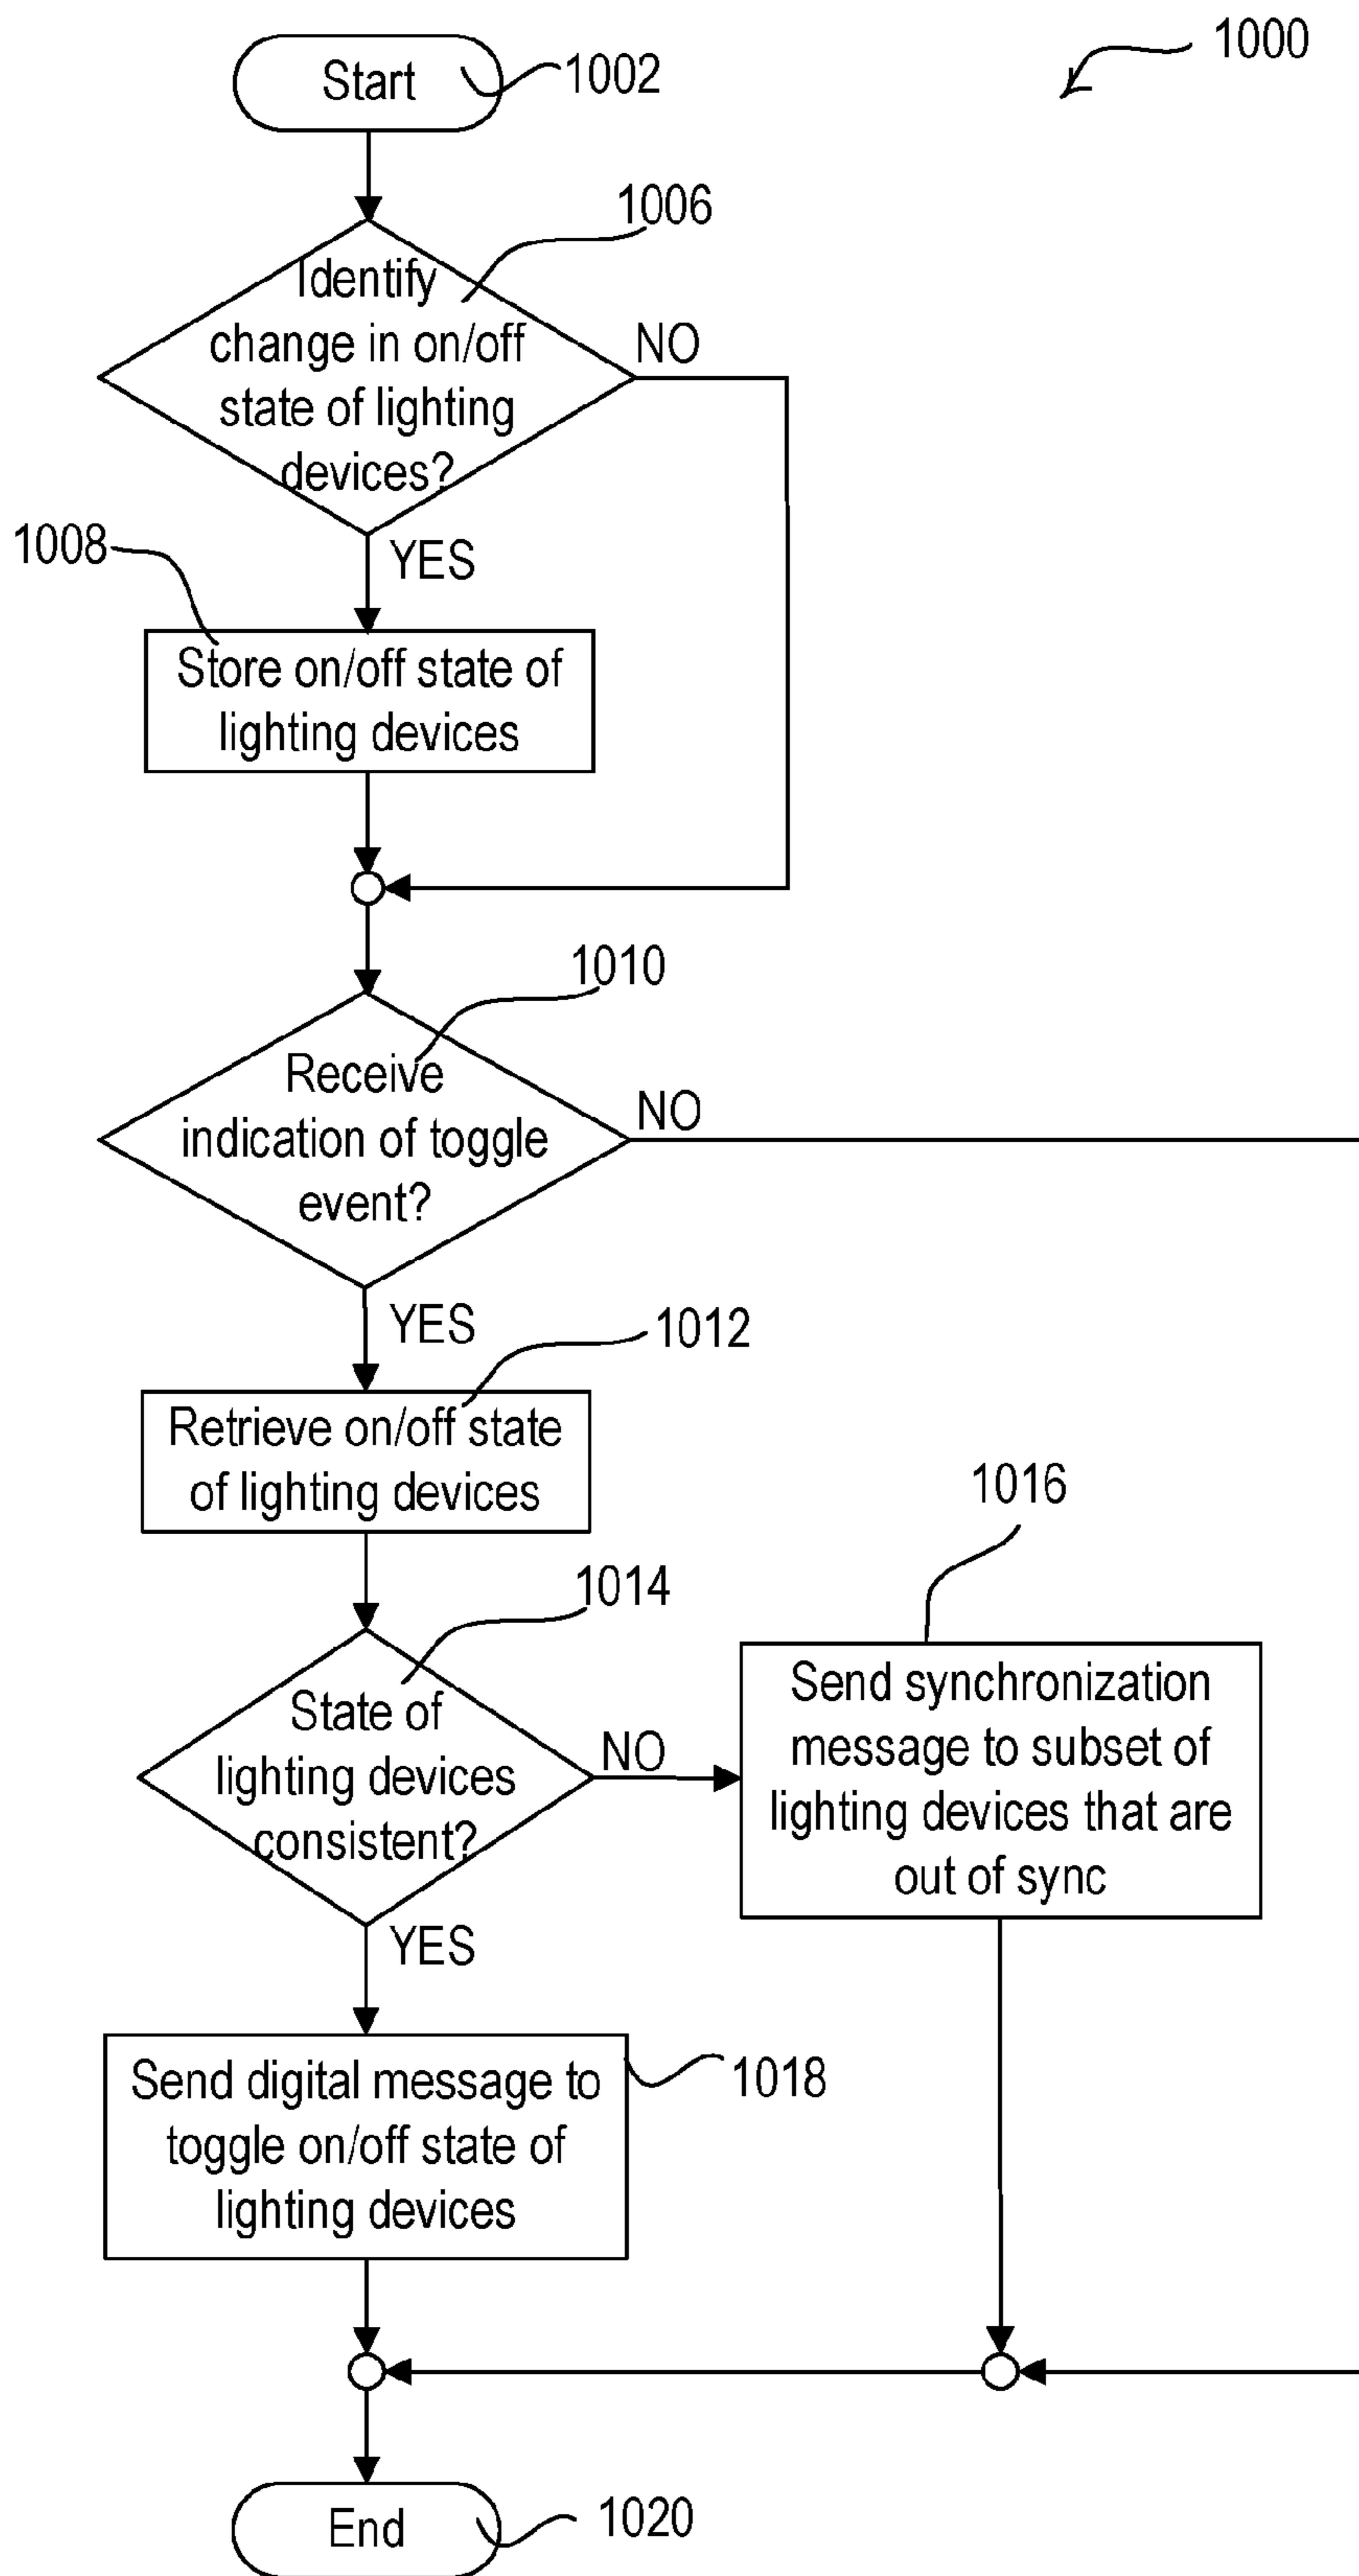 1000
Start
1002
1006
Identify
change in on/off
state of lighting
devices?
NO
YES
1008
Store on/off state of
lighting devices
1010
Receive
indication of toggle
event?
NO
YES
1012
Retrieve on/off state
of lighting devices
1014
State of
lighting devices
consistent?
NO
1016
Send synchronization
message to subset of
lighting devices that are
out of sync
YES
Send digital message to
toggle on/off state of
lighting devices
1018
End
1020